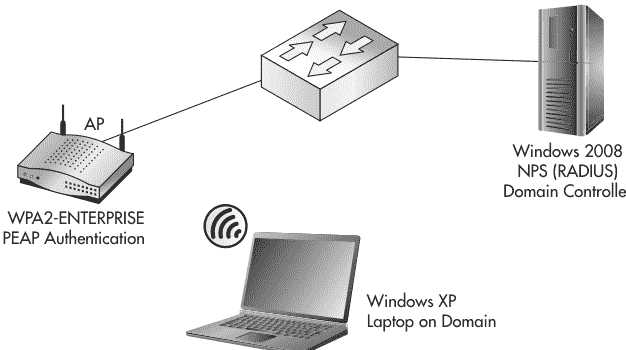 AP
WPA2-ENTERPRISE
PEAP Authentication
Windows 2008
NPS (RADIUS)
Domain Controlle
Windows XP
Laptop on Domain